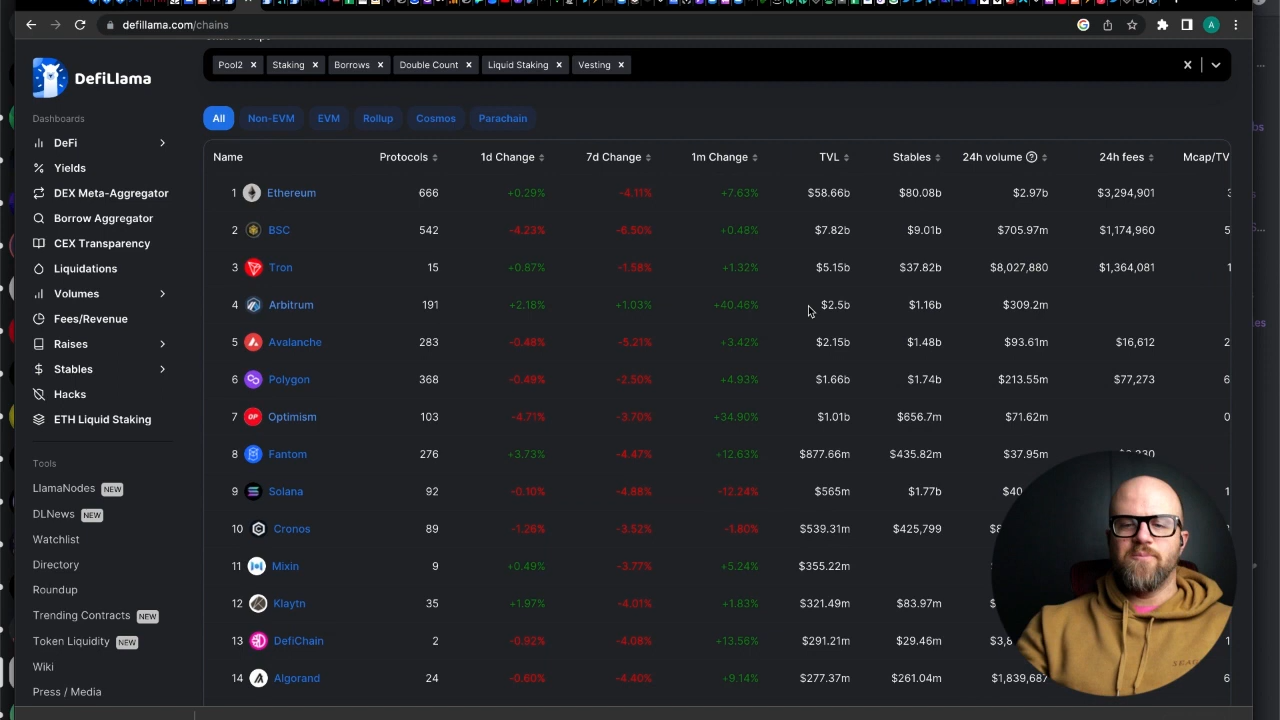 defillama.com/chains
A
DefiLlama
Pool2 Staking Borrows Double Count Liquid Staking Vesting
Dashboards
DeFi
Yields
DEX Meta-Aggregator
Borrow Aggregator
CEX Transparency
Liquidations
Volumes
Fees/Revenue
Raises
Stables
Hacks
ETH Liquid Staking
Tools
LlamaNodes NEW
DLNews NEW
Watchlist
Directory
Roundup
Trending Contracts NEW
Token Liquidity NEW
Wiki
Press / Media
All Non-EVM EVM Rollup Cosmos Parachain
Name Protocols 1d Change 7d Change 1m Change TVL Stables 24h volume 24h fees Mcap/TV
1 Ethereum 666 +0.29% -4.11% +7.63% $58.66b $80.08b $2.97b $3,294,901
2 BSC 542 -4.23% -6.50% +0.48% $7.82b $9.01b $705.97m $1,174,960 5
3 Tron 15 +0.87% -1.58% +1.32% $5.15b $37.82b $8,027,880 $1,364,081 1
4 Arbitrum 191 +2.18% +1.03% +40.46% $2.5b $1.16b $309.2m
5 Avalanche 283 -0.48% -5.21% +3.42% $2.15b $1.48b $93.61m $16,612 2
6 Polygon 368 -0.49% -2.50% +4.93% $1.66b $1.74b $213.55m $77,273 6
7 OP Optimism 103 -4.71% -3.70% +34.90% $1.01b $656.7m $71.62m 0
8 Fantom 276 +3.73% -4.47% +12.63% $877.66m $435.82m $37.95m
9 Solana 92 -0.10% -4.88% -12.24% $565m $1.77b $40 1
10 Cronos 89 -1.26% -3.52% -1.80% $539.31m $425,799
11 Mixin 9 +0.49% -3.77% +5.24% $355.22m
12 Klaytn 35 +1.97% -4.01% +1.83% $321.49m $83.97m
13 DefiChain 2 -0.92% -4.08% +13.56% $291.21m $29.46m $3,8 1
14 Algorand 24 -0.60% -4.40% +9.14% $277.37m $261.04m $1,839,687 6